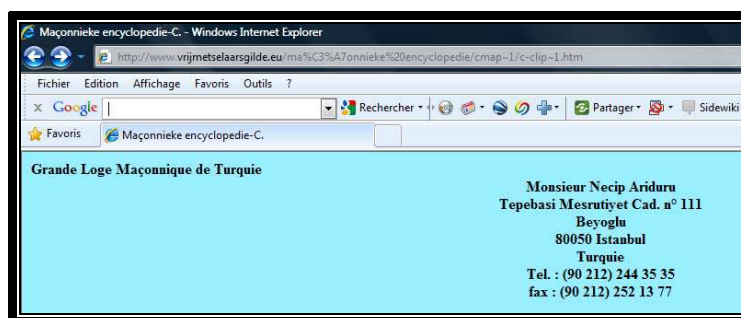 Maçonnieke encyclopedie-C. - Windows Internet Explorer
http://www.vrijmetselaarsgilde.eu/ma%C3%A7onnieke%20encyclopedie/cmap~1/c-clip~1.htm
Fichier Edition Affichage Favoris Outils ?
x Google Rechercher Partager Sidewiki
Favoris Maçonnieke encyclopedie-C.
Grande Loge Maçonnique de Turquie
Monsieur Necip Ariduru
Tepebasi Mesrutiyet Cad. n° 111
Beyoglu
80050 Istanbul
Turquie
Tel. : (90 212) 244 35 35
fax : (90 212) 252 13 77